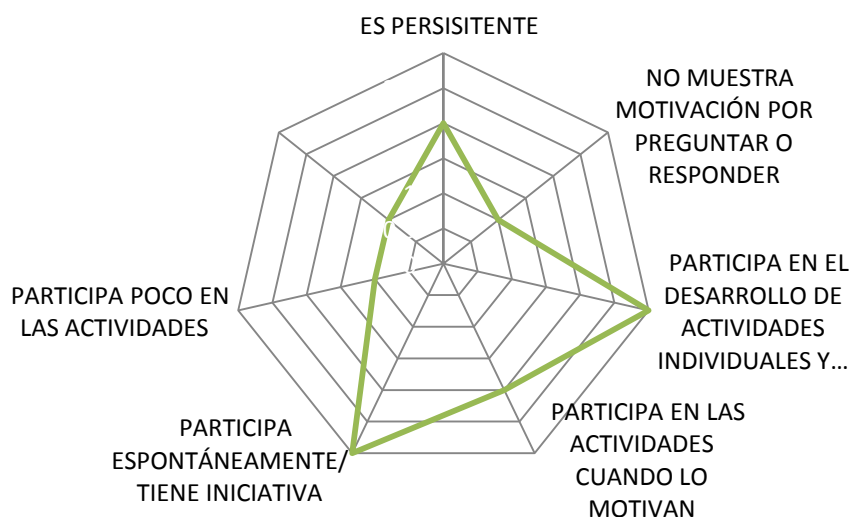 ES PERSISITENTE
NO MUESTRA
MOTIVACIÓN POR
PREGUNTAR O
RESPONDER
PARTICIPA EN EL
DESARROLLO DE
ACTIVIDADES
INDIVIDUALES Y...
PARTICIPA EN LAS
ACTIVIDADES
CUANDO LO
MOTIVAN
PARTICIPA
ESPONTÁNEAMENTE/
TIENE INICIATIVA
PARTICIPA POCO EN
LAS ACTIVIDADES